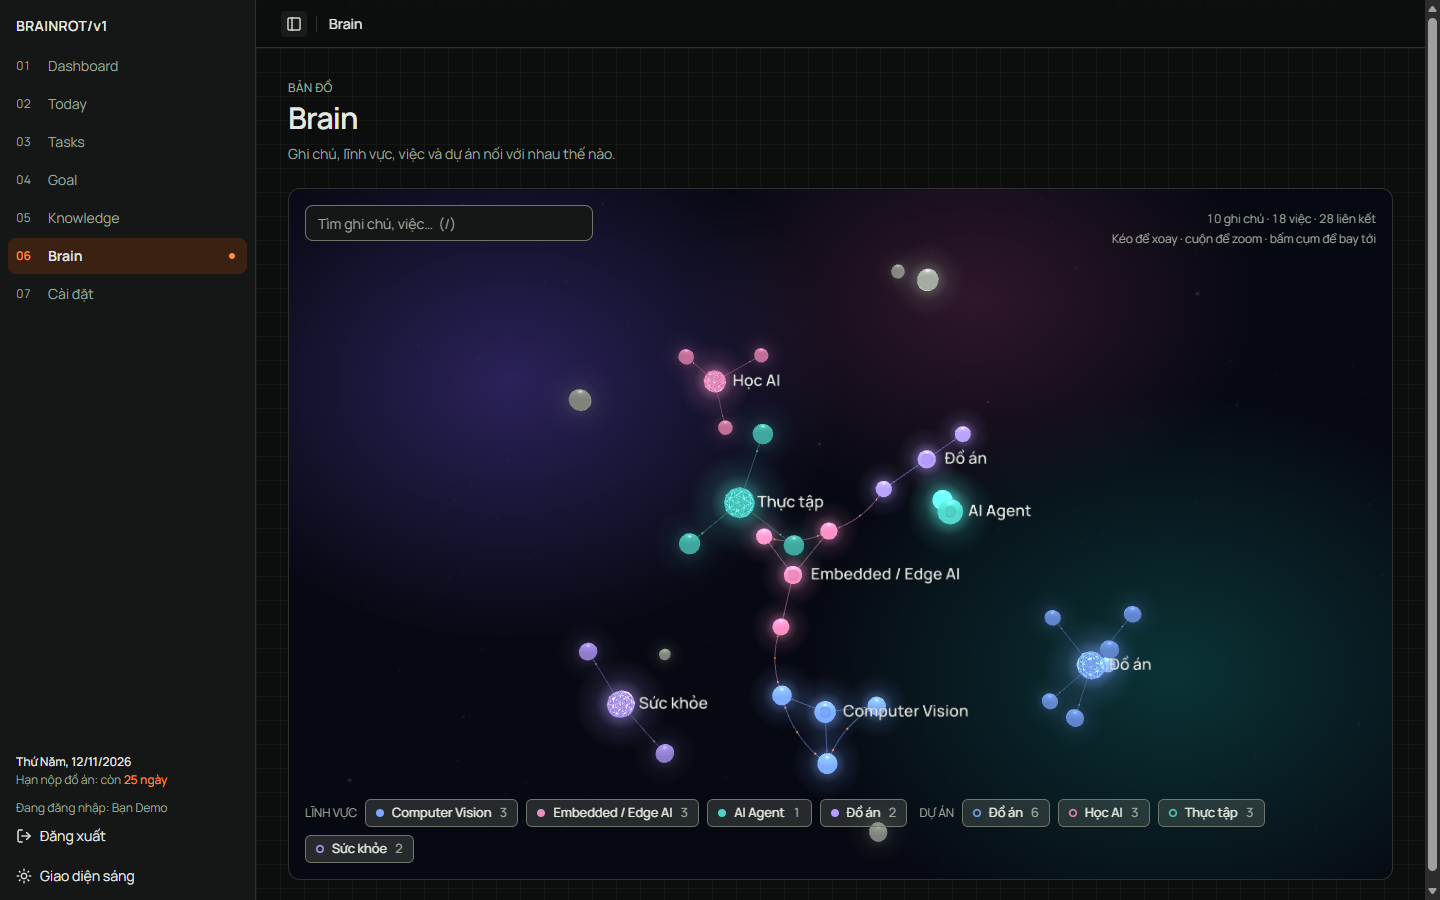 BRAINROT/v1
01 Dashboard
02 Today
03 Tasks
04 Goal
05 Knowledge
06 Brain
07 Cài đặt
Thứ Năm, 12/11/2026
Hạn nộp đồ án: còn 25 ngày
Đang đăng nhập: Bạn Demo
Đăng xuất
Giao diện sáng
Brain
BẢN ĐỒ
Brain
Ghi chú, lĩnh vực, việc và dự án nối với nhau thế nào.
Tìm ghi chú, việc... (/)
10 ghi chú · 18 việc · 28 liên kết
Kéo để xoay · cuộn để zoom · bấm cụm để bay tới
Học AI
Đồ án
Thực tập
AI Agent
Embedded / Edge AI
Đồ án
Sức khỏe
Computer Vision
LĨNH VỰC Computer Vision 3 Embedded / Edge AI 3 AI Agent 1 Đồ án 2 DỰ ÁN Đồ án 6 Học AI 3 Thực tập 3
Sức khỏe 2